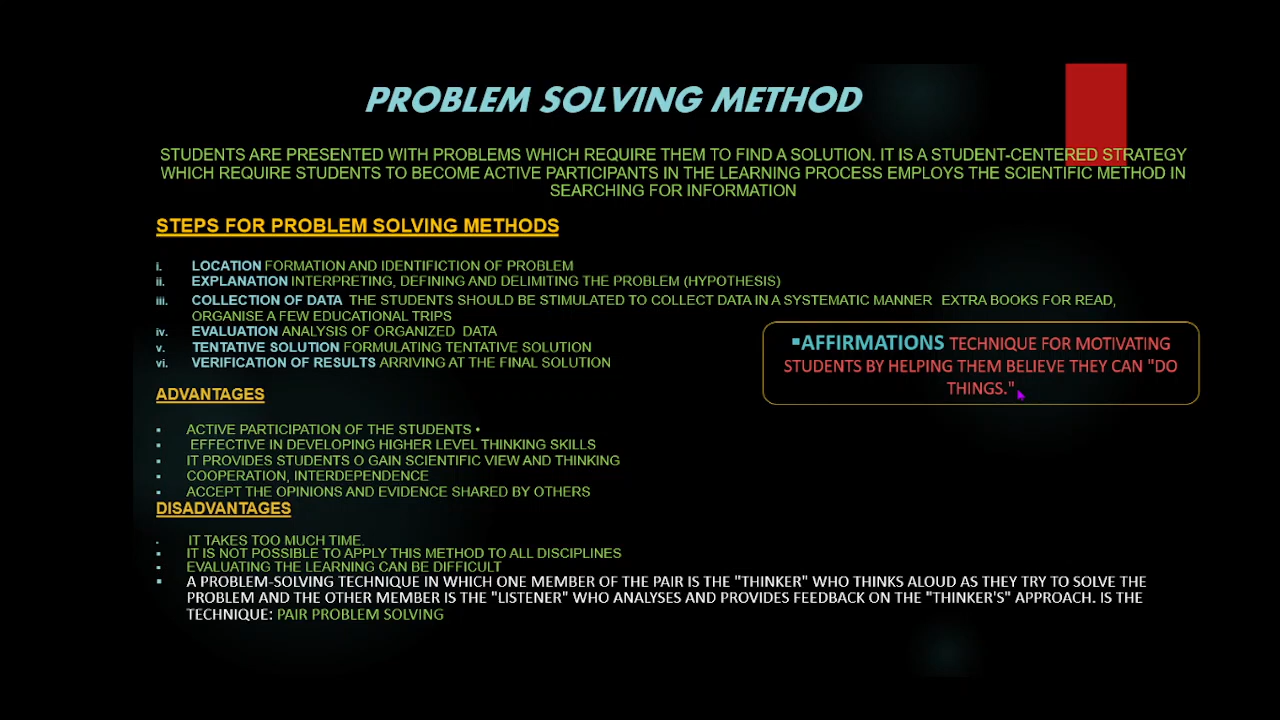 PROBLEM SOLVING METHOD
STUDENTS ARE PRESENTED WITH PROBLEMS WHICH REQUIRE THEM TO FIND A SOLUTION. IT IS A STUDENT-CENTERED STRATEGY
WHICH REQUIRE STUDENTS TO BECOME ACTIVE PARTICIPANTS IN THE LEARNING PROCESS EMPLOYS THE SCIENTIFIC METHOD IN
SEARCHING FOR INFORMATION
STEPS FOR PROBLEM SOLVING METHODS
i. LOCATION FORMATION AND IDENTIFICTION OF PROBLEM
ii. EXPLANATION INTERPRETING, DEFINING AND DELIMITING THE PROBLEM (HYPOTHESIS)
iii. COLLECTION OF DATA THE STUDENTS SHOULD BE STIMULATED TO COLLECT DATA IN A SYSTEMATIC MANNER EXTRA BOOKS FOR READ,
ORGANISE A FEW EDUCATIONAL TRIPS
iv. EVALUATION ANALYSIS OF ORGANIZED DATA
v. TENTATIVE SOLUTION FORMULATING TENTATIVE SOLUTION
vi. VERIFICATION OF RESULTS ARRIVING AT THE FINAL SOLUTION
▪AFFIRMATIONS TECHNIQUE FOR MOTIVATING
STUDENTS BY HELPING THEM BELIEVE THEY CAN "DO
THINGS."
ADVANTAGES
▪ ACTIVE PARTICIPATION OF THE STUDENTS •
▪ EFFECTIVE IN DEVELOPING HIGHER LEVEL THINKING SKILLS
▪ IT PROVIDES STUDENTS O GAIN SCIENTIFIC VIEW AND THINKING
▪ COOPERATION, INTERDEPENDENCE
▪ ACCEPT THE OPINIONS AND EVIDENCE SHARED BY OTHERS
DISADVANTAGES
▪ IT TAKES TOO MUCH TIME.
▪ IT IS NOT POSSIBLE TO APPLY THIS METHOD TO ALL DISCIPLINES
▪ EVALUATING THE LEARNING CAN BE DIFFICULT
▪ A PROBLEM-SOLVING TECHNIQUE IN WHICH ONE MEMBER OF THE PAIR IS THE "THINKER" WHO THINKS ALOUD AS THEY TRY TO SOLVE THE
PROBLEM AND THE OTHER MEMBER IS THE "LISTENER" WHO ANALYSES AND PROVIDES FEEDBACK ON THE "THINKER'S" APPROACH. IS THE
TECHNIQUE: PAIR PROBLEM SOLVING